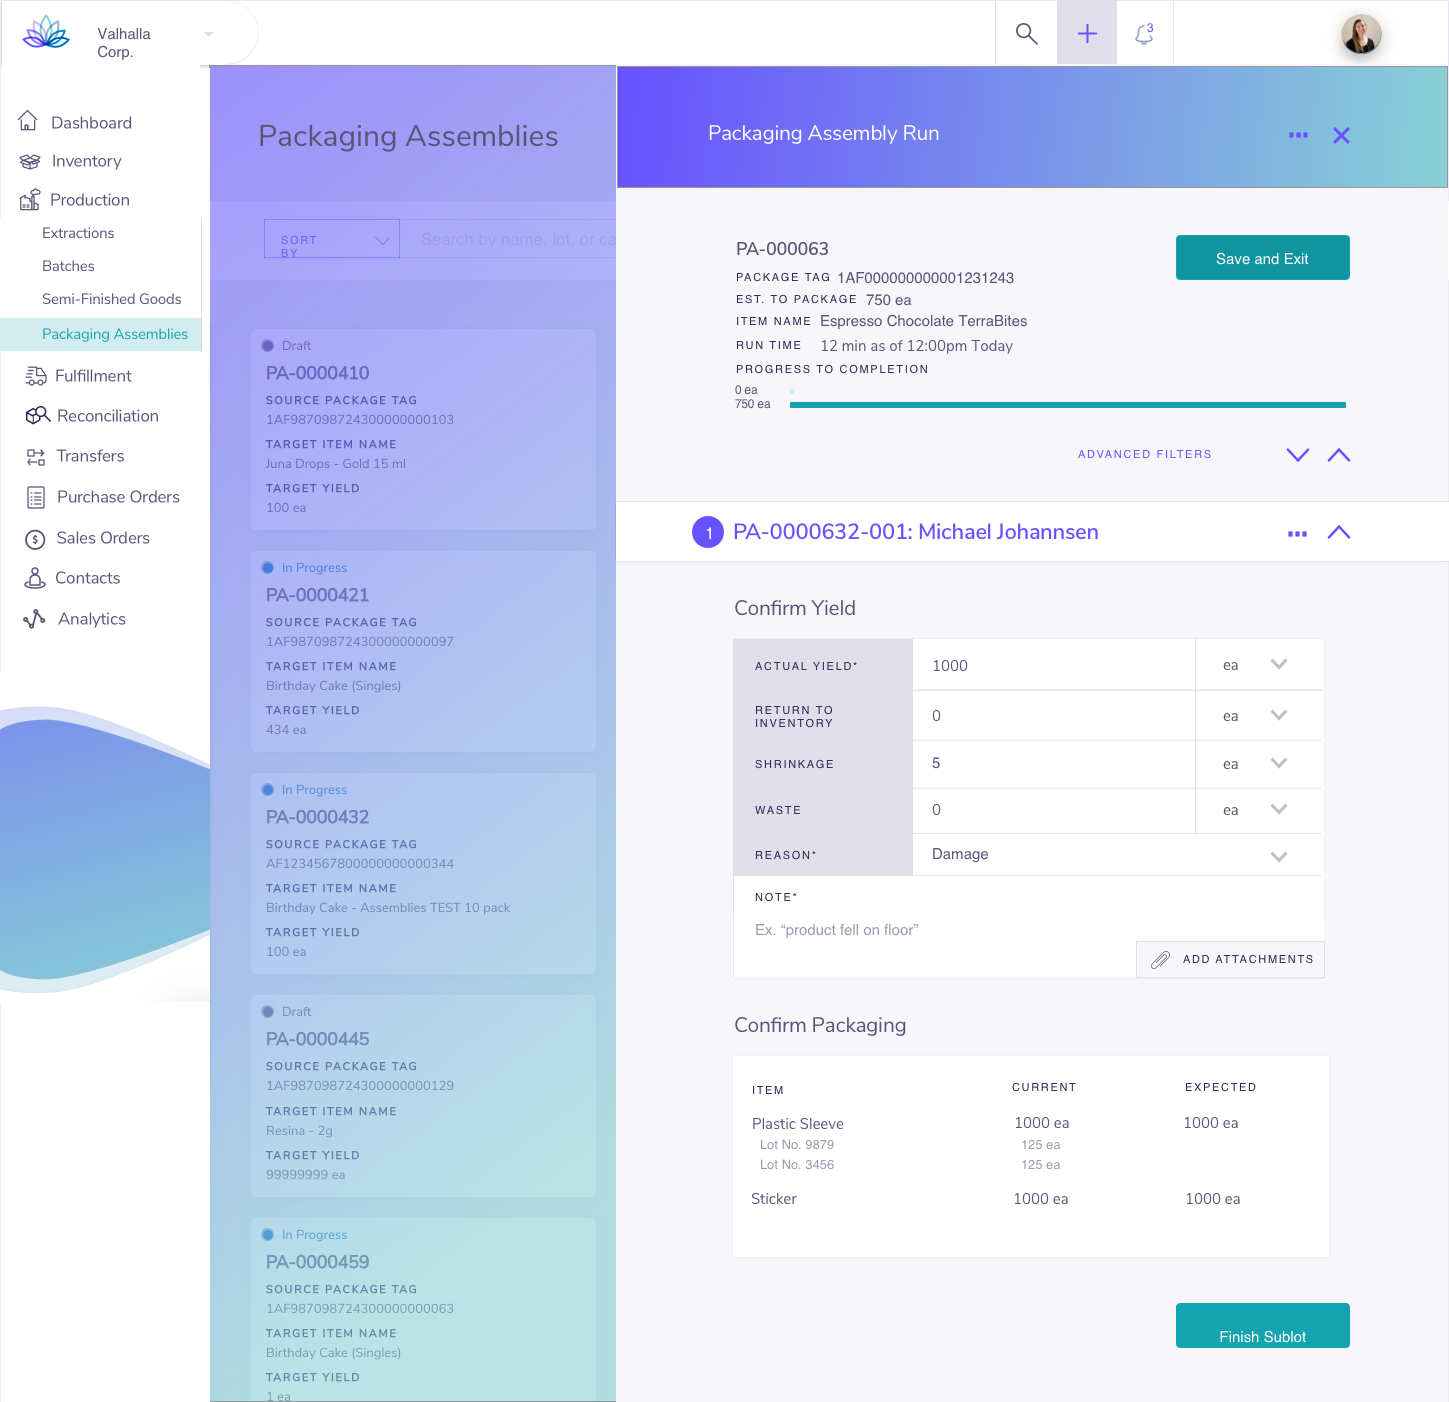 Valhalla
Corp.
3
Dashboard
Inventory
Production
Extractions
Batches
Semi-Finished Goods
Packaging Assemblies
Fulfillment
Reconciliation
Transfers
Purchase Orders
Sales Orders
Contacts
Analytics
Packaging Assemblies
SORT
BY
Search by name, lot, or ca
Draft
PA-0000410
SOURCE PACKAGE TAG
1AF987098724300000000103
TARGET ITEM NAME
Juna Drops - Gold 15 ml
TARGET YIELD
100 ea
In Progress
PA-0000421
SOURCE PACKAGE TAG
1AF987098724300000000097
TARGET ITEM NAME
Birthday Cake (Singles)
TARGET YIELD
434 ea
In Progress
PA-0000432
SOURCE PACKAGE TAG
AF1234567800000000000344
TARGET ITEM NAME
Birthday Cake - Assemblies TEST 10 pack
TARGET YIELD
100 ea
Draft
PA-0000445
SOURCE PACKAGE TAG
1AF987098724300000000129
TARGET ITEM NAME
Resina - 2g
TARGET YIELD
99999999 ea
In Progress
PA-0000459
SOURCE PACKAGE TAG
1AF987098724300000000063
TARGET ITEM NAME
Birthday Cake (Singles)
TARGET YIELD
1 ea
Packaging Assembly Run
PA-000063
Save and Exit
PACKAGE TAG 1AF000000000001231243
EST. TO PACKAGE 750 ea
ITEM NAME Espresso Chocolate TerraBites
RUN TIME 12 min as of 12:00pm Today
PROGRESS TO COMPLETION
0 ea
750 ea
ADVANCED FILTERS
1 PA-0000632-001: Michael Johannsen
Confirm Yield
ACTUAL YIELD* 1000 ea
RETURN TO
INVENTORY 0 ea
SHRINKAGE 5 ea
WASTE 0 ea
REASON* Damage
NOTE*
Ex. “product fell on floor”
ADD ATTACHMENTS
Confirm Packaging
ITEM CURRENT EXPECTED
Plastic Sleeve 1000 ea 1000 ea
Lot No. 9879 125 ea
Lot No. 3456 125 ea
Sticker 1000 ea 1000 ea
Finish Sublot